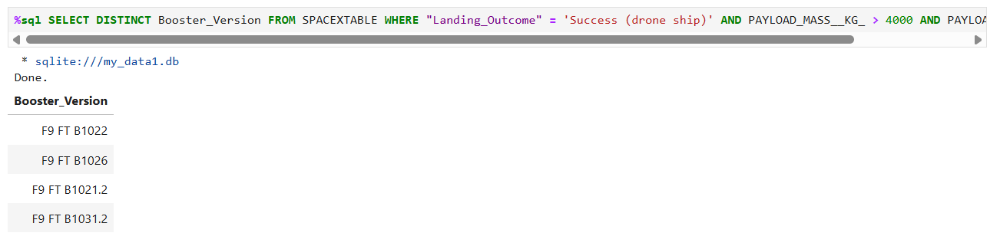 %sql SELECT DISTINCT Booster_Version FROM SPACEXTABLE WHERE "Landing_Outcome" = 'Success (drone ship)' AND PAYLOAD_MASS__KG_ > 4000 AND PAYLOA
* sqlite:///my_data1.db
Done.
Booster_Version
F9 FT B1022
F9 FT B1026
F9 FT B1021.2
F9 FT B1031.2